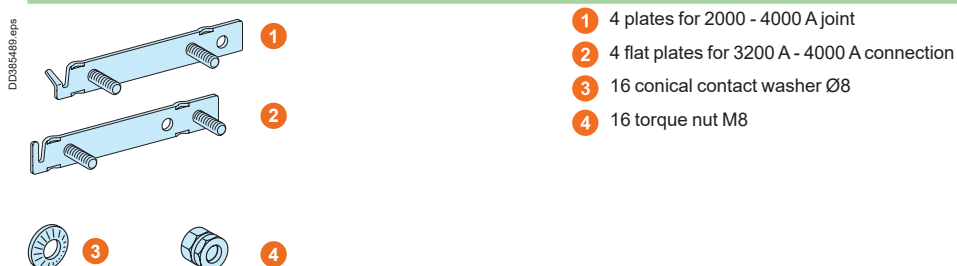 DD385489.eps
1
2
3
4
1 4 plates for 2000 - 4000 A joint
2 4 flat plates for 3200 A - 4000 A connection
3 16 conical contact washer Ø8
4 16 torque nut M8